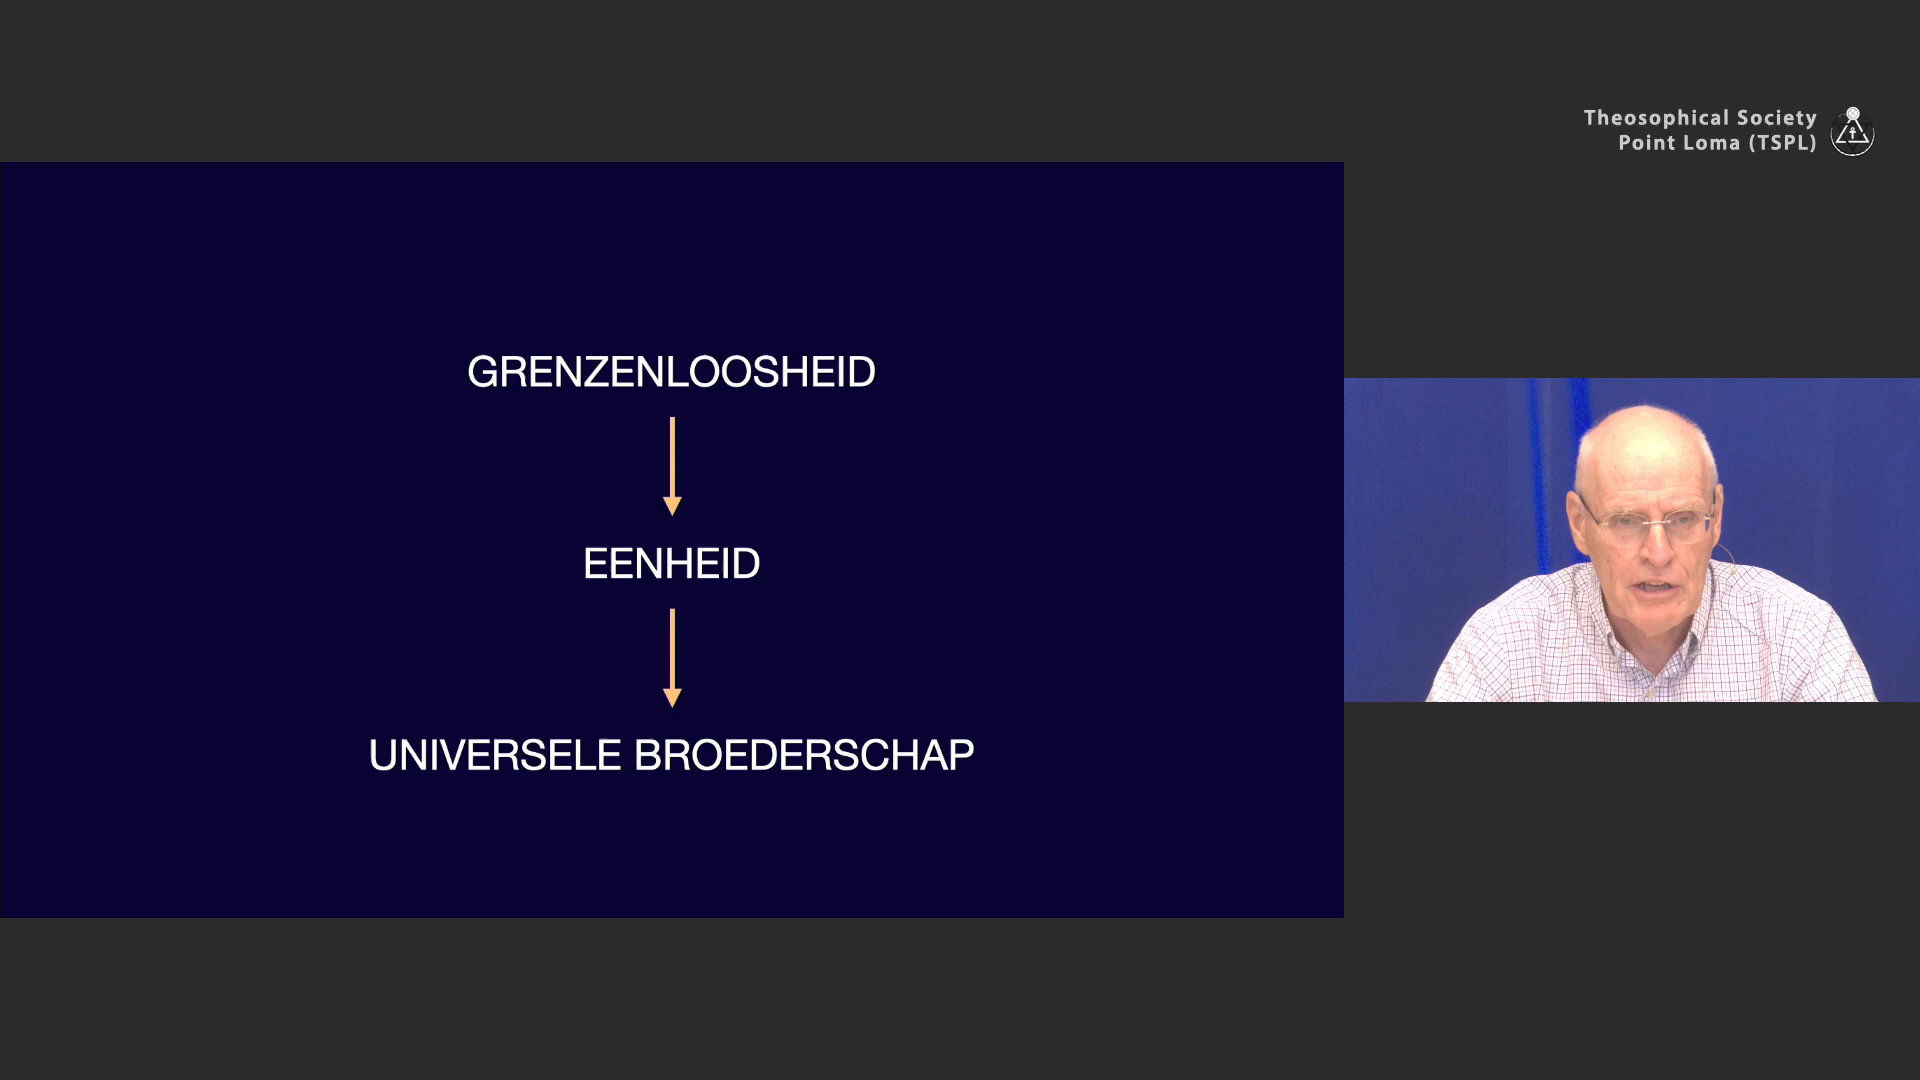 Theosophical Society
Point Loma (TSPL)
GRENZENLOOSHEID
EENHEID
UNIVERSELE BROEDERSCHAP